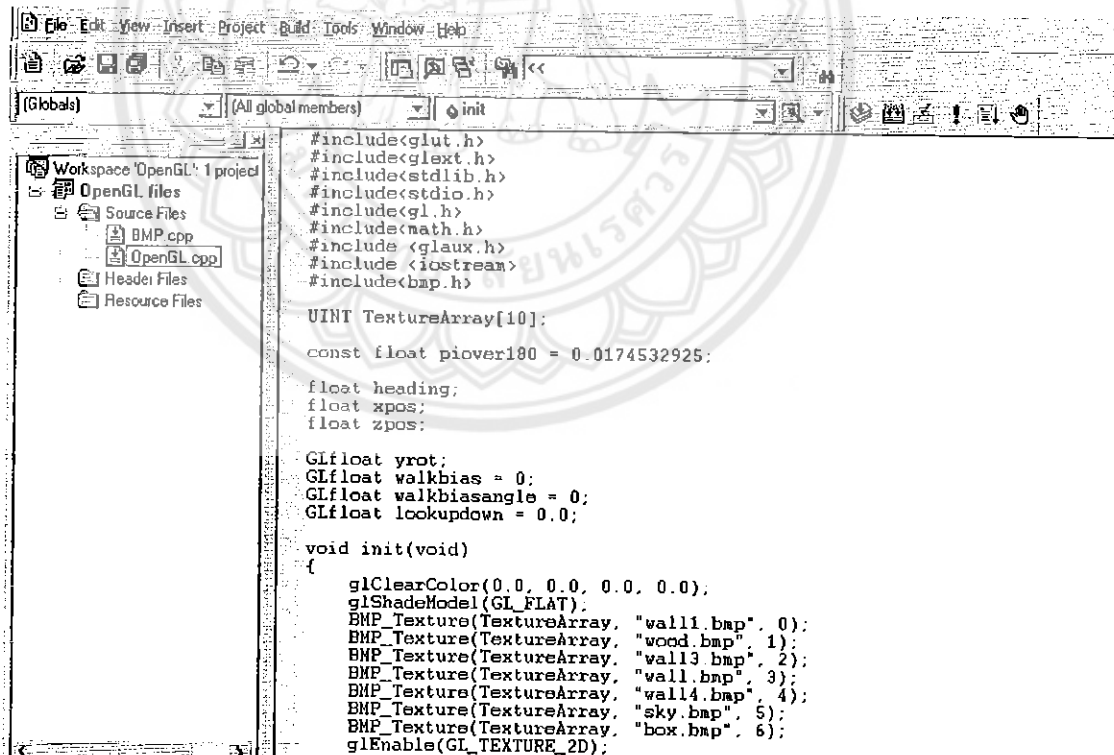 File Edit View Insert Project Build Tools Window Help
<<
(Globals) (All global members) init
Workspace 'OpenGL': 1 project
OpenGL files
Source Files
BMP.cpp
OpenGL.cpp
Header Files
Resource Files
#include<glut.h>
#include<glext.h>
#include<stdlib.h>
#include<stdio.h>
#include<gl.h>
#include<math.h>
#include <glaux.h>
#include <iostream>
#include<bmp.h>
UINT TextureArray[10];
const float piover180 = 0.0174532925;
float heading;
float xpos;
float zpos;
GLfloat yrot;
GLfloat walkbias = 0;
GLfloat walkbiasangle = 0;
GLfloat lookupdown = 0.0;
void init(void)
{
glClearColor(0.0, 0.0, 0.0, 0.0);
glShadeModel(GL_FLAT);
BMP_Texture(TextureArray, "wall1.bmp", 0);
BMP_Texture(TextureArray, "wood.bmp", 1);
BMP_Texture(TextureArray, "wall3.bmp", 2);
BMP_Texture(TextureArray, "wall.bmp", 3);
BMP_Texture(TextureArray, "wall4.bmp", 4);
BMP_Texture(TextureArray, "sky.bmp", 5);
BMP_Texture(TextureArray, "box.bmp", 6);
glEnable(GL_TEXTURE_2D);